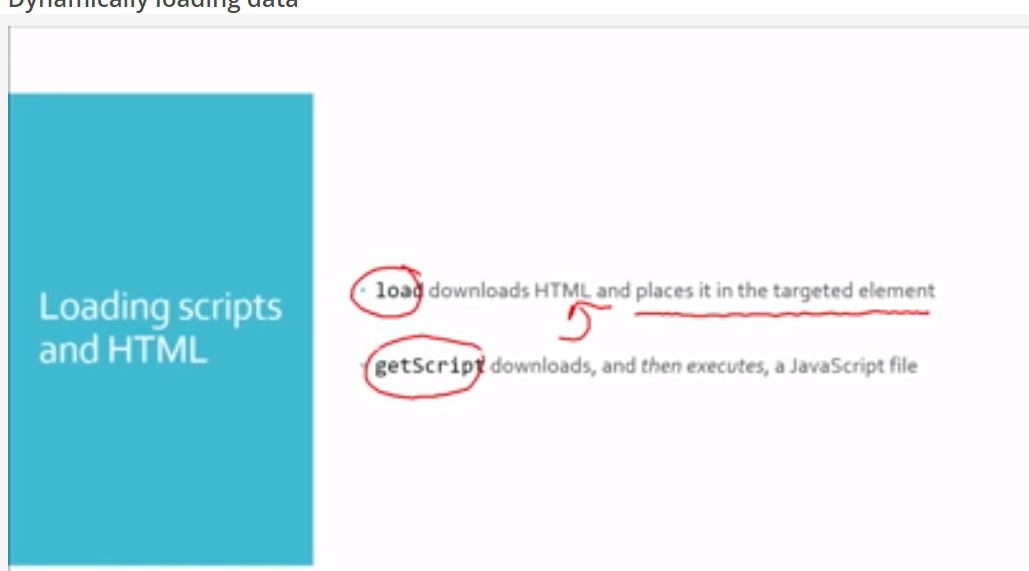 Dynamically loading data
Loading scripts
and HTML
· load downloads HTML and places it in the targeted element
· getScript downloads, and then executes, a JavaScript file